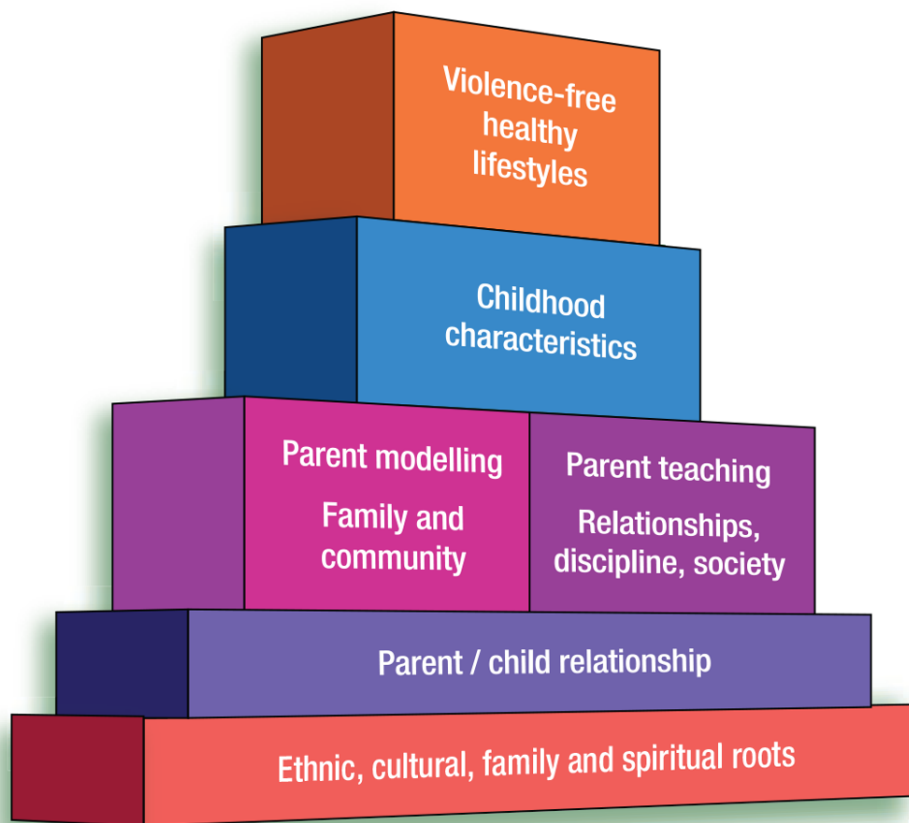 Violence-free
healthy
lifestyles
Childhood
characteristics
Parent modelling
Family and
community
Parent teaching
Relationships,
discipline, society
Parent / child relationship
Ethnic, cultural, family and spiritual roots